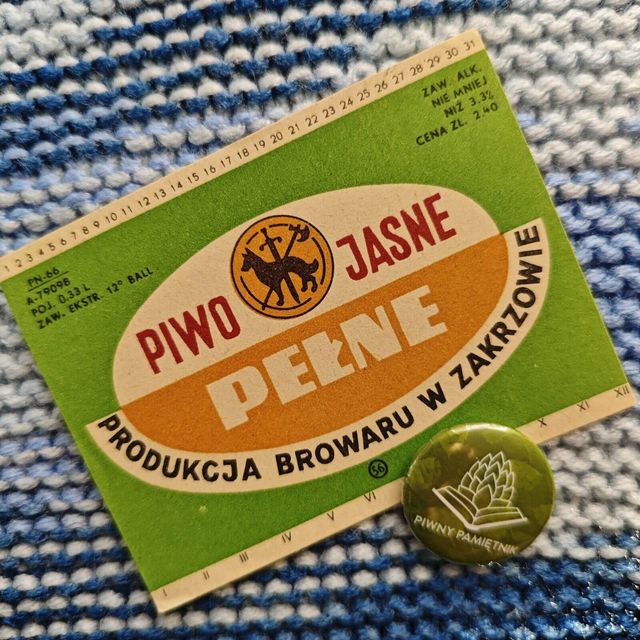 1 2 3 4 5 6 7 8 9 10 11 12 13 14 15 16 17 18 19 20 21 22 23 24 25 26 27 28 29 30 31
ZAW. ALK.
NIE MNIEJ
NIŻ 3,3%
CENA ZŁ. 2,40
PN-66
A-79098
POJ. 0,33 L
ZAW. EKSTR. 12° BALL
PIWO JASNE
PEŁNE
PRODUKCJA BROWARU W ZAKRZOWIE
56
I II III IV V VI X XI XII
PIWNY PAMIĘTNIK